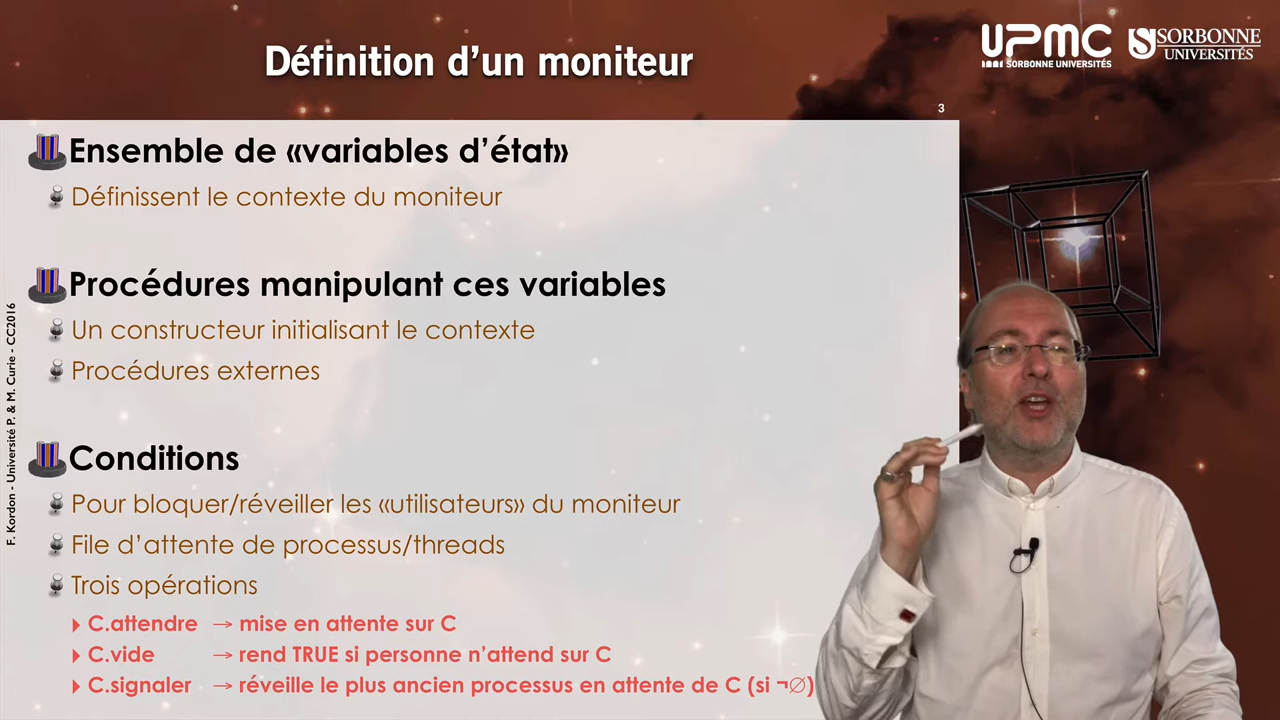 Définition d'un moniteur
UPMC
SORBONNE UNIVERSITÉS
SORBONNE
UNIVERSITÉS
3
Ensemble de «variables d'état»
Définissent le contexte du moniteur
Procédures manipulant ces variables
Un constructeur initialisant le contexte
Procédures externes
Conditions
Pour bloquer/réveiller les «utilisateurs» du moniteur
File d'attente de processus/threads
Trois opérations
C.attendre → mise en attente sur C
C.vide → rend TRUE si personne n'attend sur C
C.signaler → réveille le plus ancien processus en attente de C (si ¬∅)
F. Kordon - Université P. & M. Curie - CC2016